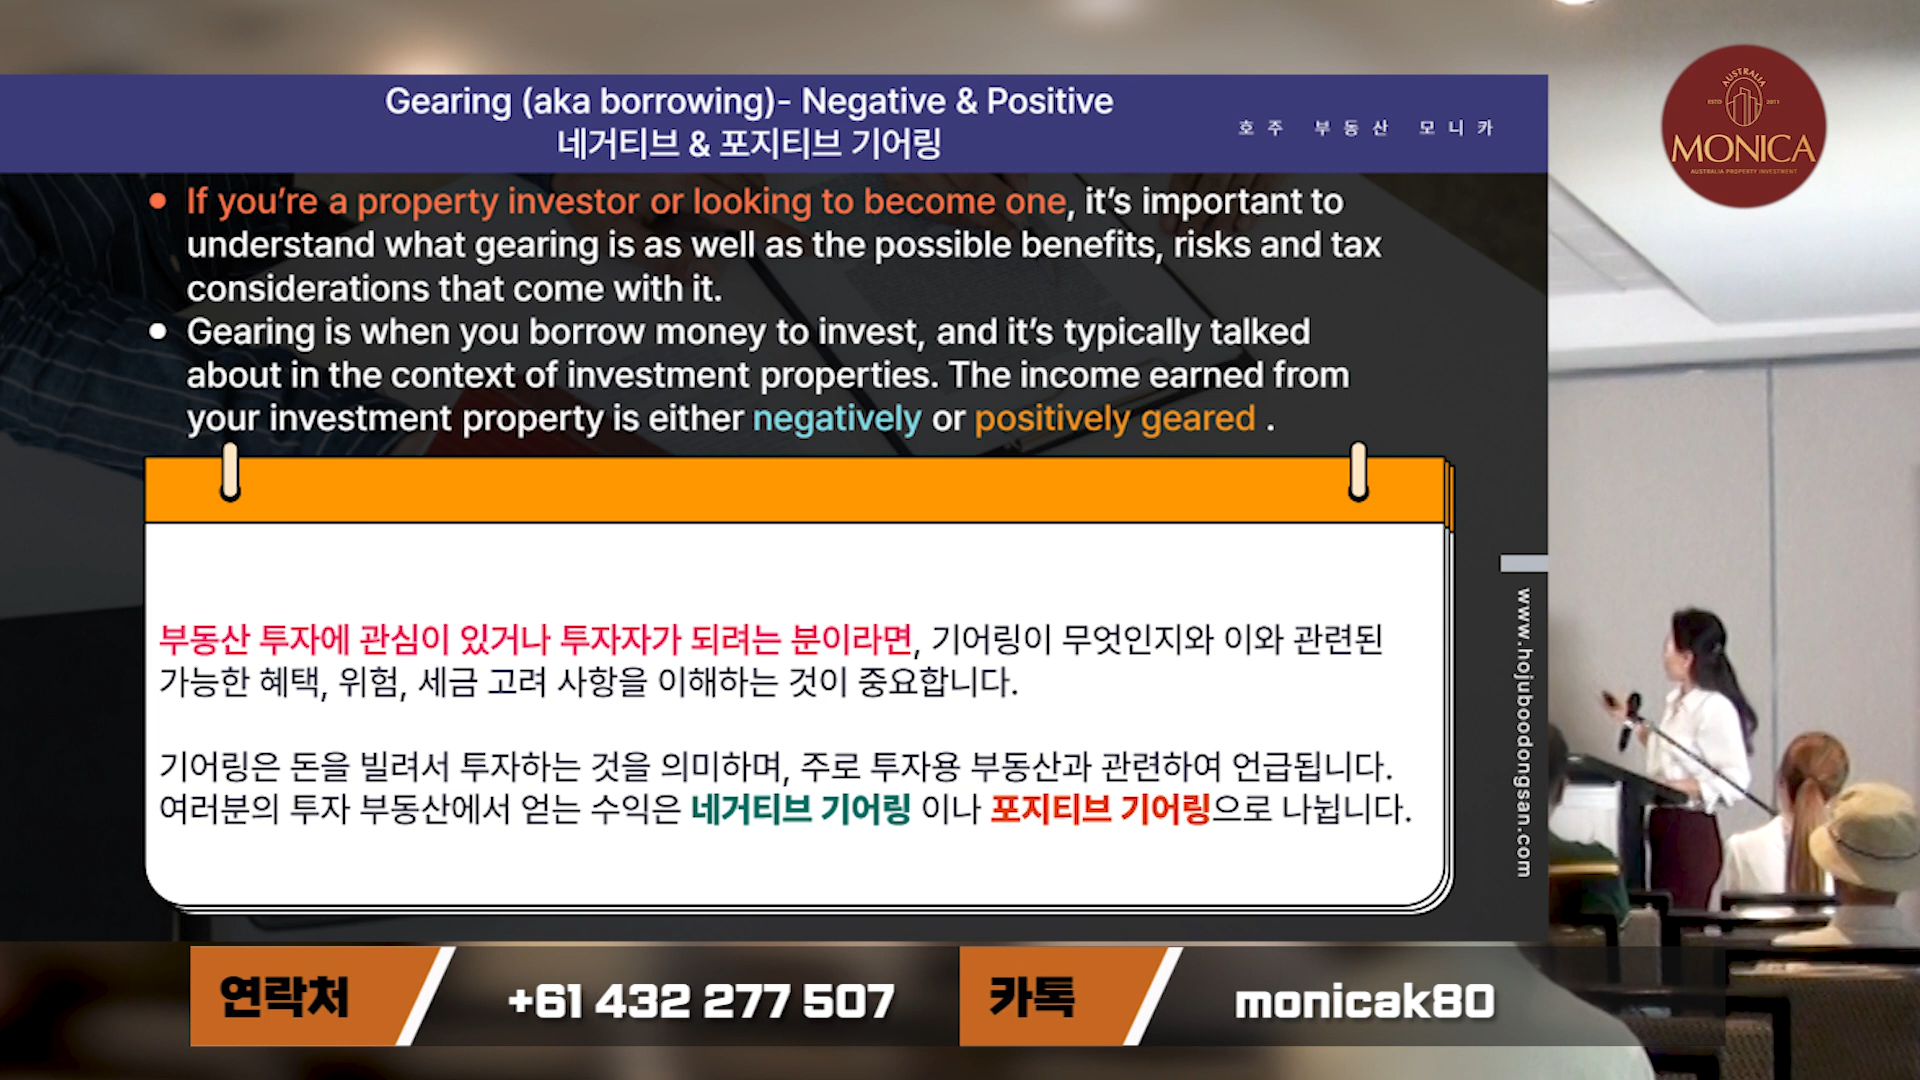 Gearing (aka borrowing)- Negative & Positive
네거티브 & 포지티브 기어링
호주 부동산 모니카
AUSTRALIA
ESTD 2011
MONICA
AUSTRALIA PROPERTY INVESTMENT
• If you’re a property investor or looking to become one, it’s important to
understand what gearing is as well as the possible benefits, risks and tax
considerations that come with it.
• Gearing is when you borrow money to invest, and it’s typically talked
about in the context of investment properties. The income earned from
your investment property is either negatively or positively geared .
부동산 투자에 관심이 있거나 투자자가 되려는 분이라면, 기어링이 무엇인지와 이와 관련된
가능한 혜택, 위험, 세금 고려 사항을 이해하는 것이 중요합니다.
기어링은 돈을 빌려서 투자하는 것을 의미하며, 주로 투자용 부동산과 관련하여 언급됩니다.
여러분의 투자 부동산에서 얻는 수익은 네거티브 기어링 이나 포지티브 기어링으로 나뉩니다.
www.hojuboodongsan.com
연락처
+61 432 277 507
카톡
monicak80